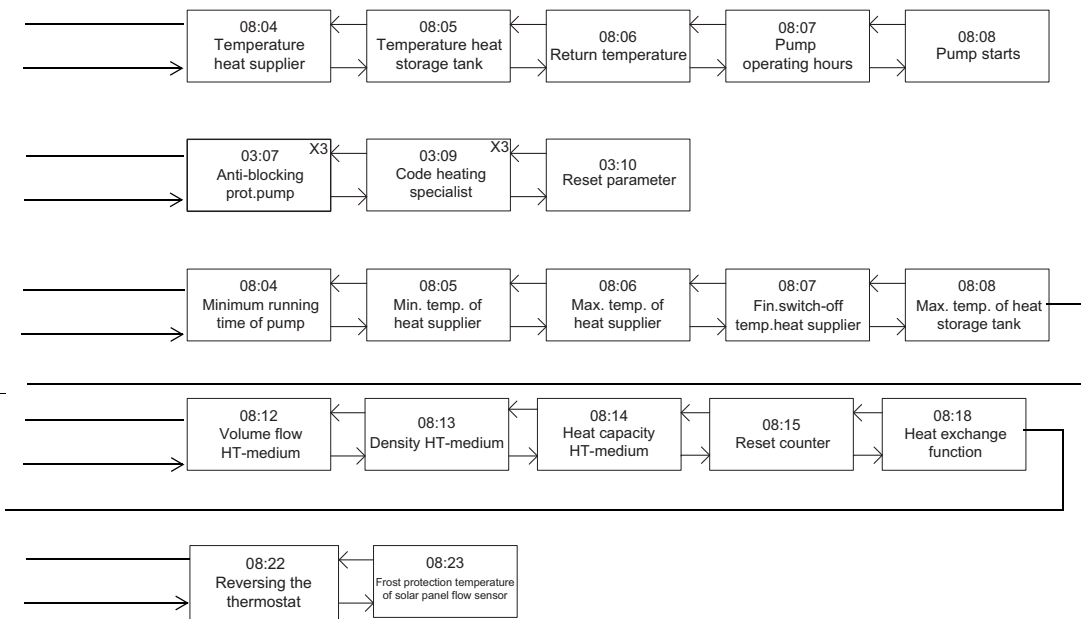 08:04
Temperature
heat supplier
08:05
Temperature heat
storage tank
08:06
Return temperature
08:07
Pump
operating hours
08:08
Pump starts
X3
03:07
Anti-blocking
prot.pump
X3
03:09
Code heating
specialist
03:10
Reset parameter
08:04
Minimum running
time of pump
08:05
Min. temp. of
heat supplier
08:06
Max. temp. of
heat supplier
08:07
Fin.switch-off
temp.heat supplier
08:08
Max. temp. of heat
storage tank
08:12
Volume flow
HT-medium
08:13
Density HT-medium
08:14
Heat capacity
HT-medium
08:15
Reset counter
08:18
Heat exchange
function
08:22
Reversing the
thermostat
08:23
Frost protection temperature
of solar panel flow sensor